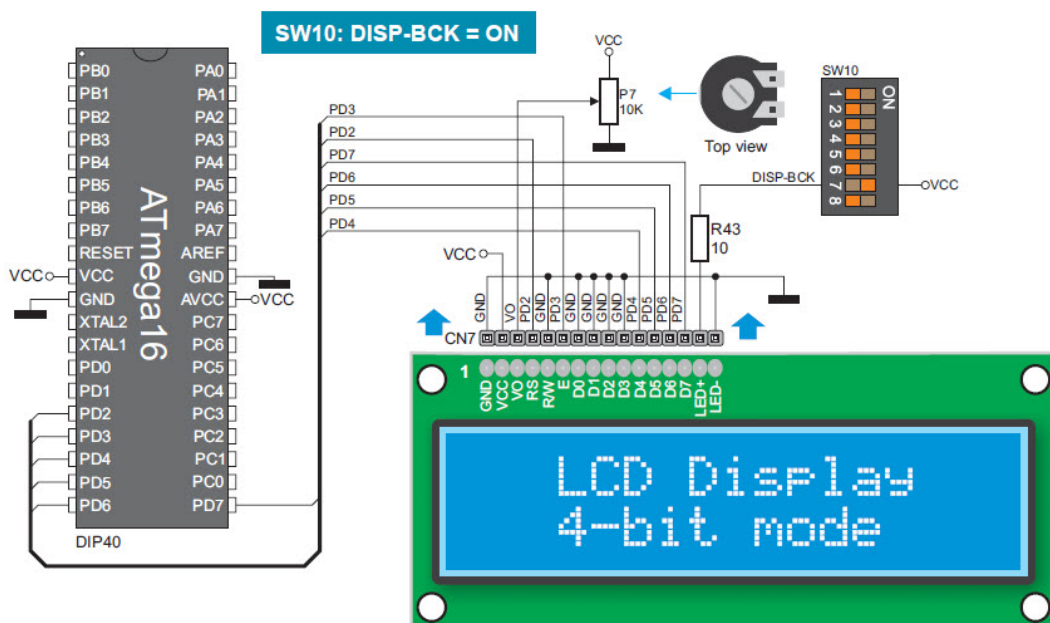 SW10: DISP-BCK = ON
VCC
P7
10K
Top view
SW10
ON
1
2
3
4
5
6
7
8
DISP-BCK
VCC
R43
10
PB0
PB1
PB2
PB3
PB4
PB5
PB6
PB7
RESET
VCC
VCC
GND
XTAL2
XTAL1
PD0
PD1
PD2
PD3
PD4
PD5
PD6
ATmega16
PA0
PA1
PA2
PA3
PA4
PA5
PA6
PA7
AREF
GND
AVCC
VCC
PC7
PC6
PC5
PC4
PC3
PC2
PC1
PC0
PD7
DIP40
PD3
PD2
PD7
PD6
PD5
PD4
VCC
GND
VO
PD2
GND
PD3
GND
GND
GND
GND
PD4
PD5
PD6
PD7
CN7
1
GND
VCC
VO
RS
R/W
E
D0
D1
D2
D3
D4
D5
D6
D7
LED+
LED-
LCD Display
4-bit mode